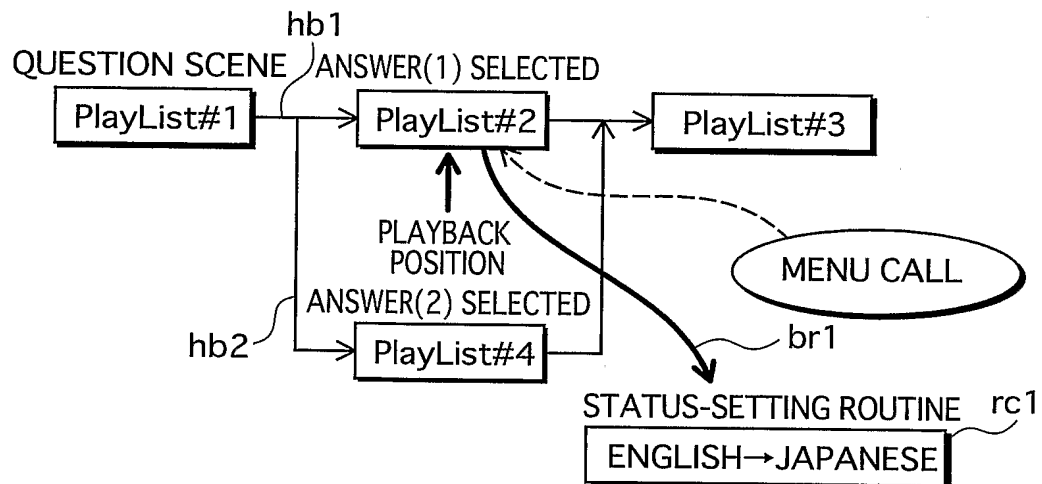 hb1
QUESTION SCENE
ANSWER(1) SELECTED
PlayList#1
PlayList#2
PlayList#3
PLAYBACK
POSITION
MENU CALL
ANSWER(2) SELECTED
hb2
PlayList#4
br1
STATUS-SETTING ROUTINE
rc1
ENGLISH→JAPANESE